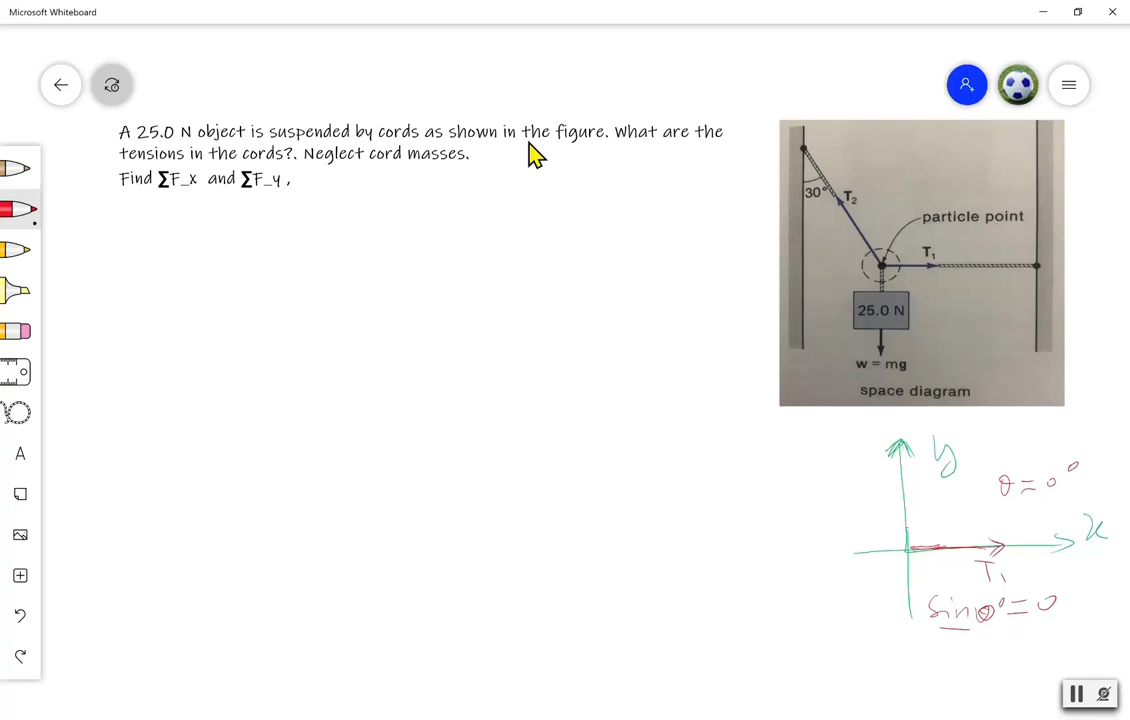 Microsoft Whiteboard
A 25.0 N object is suspended by cords as shown in the figure. What are the
tensions in the cords?. Neglect cord masses.
Find ∑F_x and ∑F_y ,
30°
T₂
particle point
T₁
25.0 N
w = mg
space diagram
y
θ = 0°
x
T₁
sin 0° = 0
A